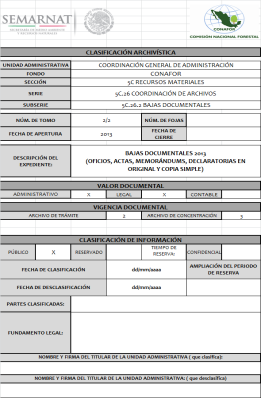 SEMARNAT
CONAFOR
COMISIÓN NACIONAL FORESTAL
CLASIFICACIÓN ARCHIVÍSTICA
UNIDAD ADMINISTRATIVA COORDINACIÓN GENERAL DE ADMINISTRACIÓN
FONDO CONAFOR
SECCIÓN 5C RECURSOS MATERIALES
SERIE 5C.26 COORDINACIÓN DE ARCHIVOS
SUBSERIE 5C.26.2 BAJAS DOCUMENTALES
NÚM. DE TOMO 2/2 NÚM. DE FOJAS
FECHA DE APERTURA 2013 FECHA DE CIERRE
DESCRIPCIÓN DEL EXPEDIENTE:
BAJAS DOCUMENTALES 2013
(OFICIOS, ACTAS, MEMORÁNDUMS, DECLARATORIAS EN
ORIGINAL Y COPIA SIMPLE)
VALOR DOCUMENTAL
ADMINISTRATIVO X LEGAL X CONTABLE
VIGENCIA DOCUMENTAL
ARCHIVO DE TRÁMITE 2 ARCHIVO DE CONCENTRACIÓN 3
CLASIFICACIÓN DE INFORMACIÓN
PÚBLICO X RESERVADO TIEMPO DE RESERVA: CONFIDENCIAL
FECHA DE CLASIFICACIÓN dd/mm/aaaa AMPLIACIÓN DEL PERIODO DE RESERVA
FECHA DE DESCLASIFICACIÓN dd/mm/aaaa
PARTES CLASIFICADAS:
FUNDAMENTO LEGAL:
NOMBRE Y FIRMA DEL TITULAR DE LA UNIDAD ADMINISTRATIVA ( que clasifica):
NOMBRE Y FIRMA DEL TITULAR DE LA UNIDAD ADMINISTRATIVA: ( que desclasifica)